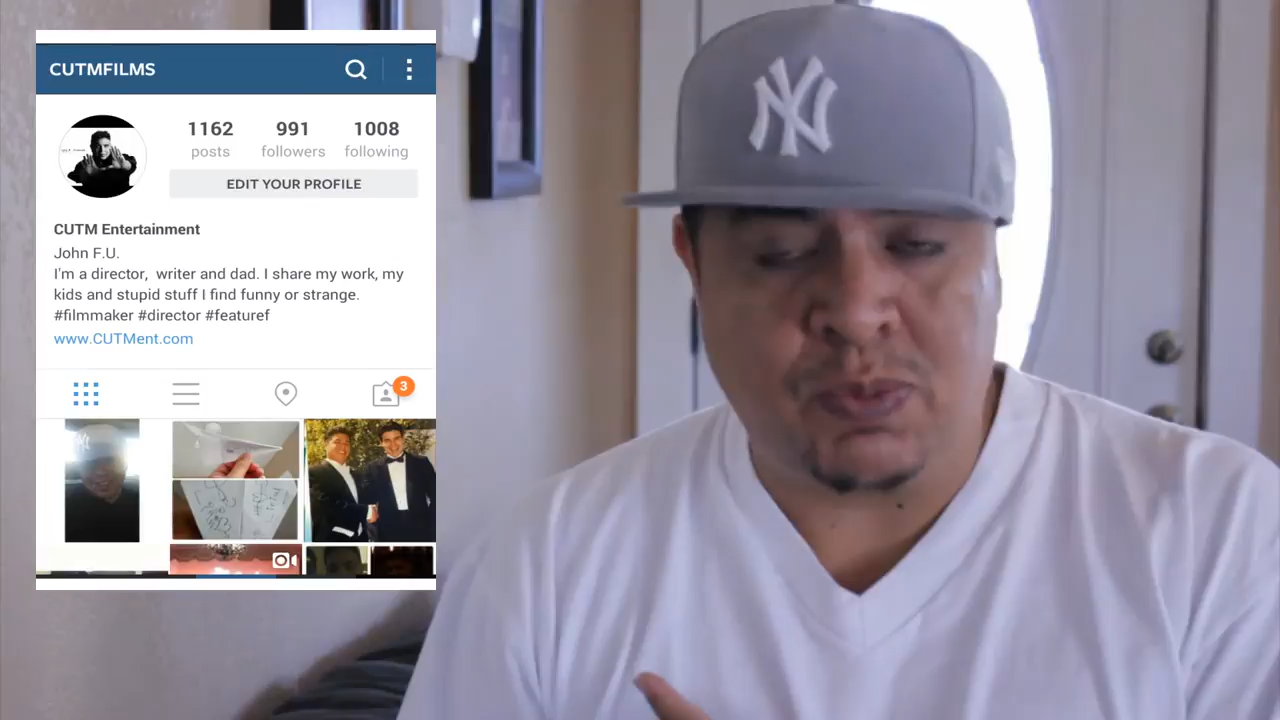 CUTMFILMS
1162 991 1008
posts followers following
EDIT YOUR PROFILE
CUTM Entertainment
John F.U.
I'm a director, writer and dad. I share my work, my
kids and stupid stuff I find funny or strange.
#filmmaker #director #featuref
www.CUTMent.com
3
NY